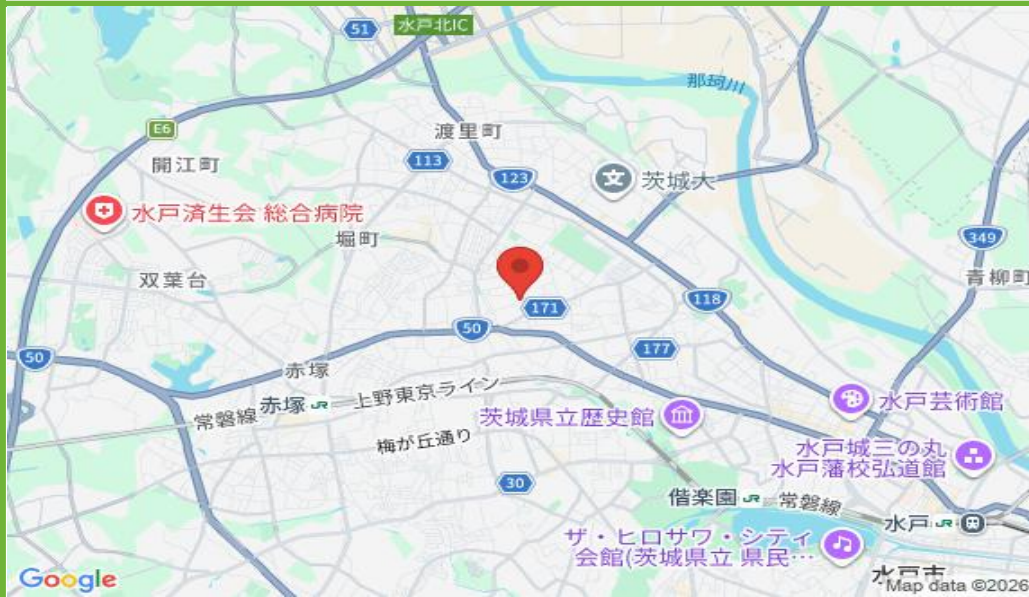 51
水戸北IC
那珂川
E6
渡里町
開江町
113
123
茨城大
水戸済生会 総合病院
堀町
349
双葉台
青柳町
171
118
50
50
177
赤塚
上野東京ライン
赤塚 JR
常磐線
茨城県立歴史館
水戸芸術館
梅が丘通り
水戸城三の丸
水戸藩校弘道館
30
偕楽園 JR
常磐線
水戸 JR
ザ・ヒロサワ・シティ
会館(茨城県立 県民…
水戸市
Google
Map data ©2026